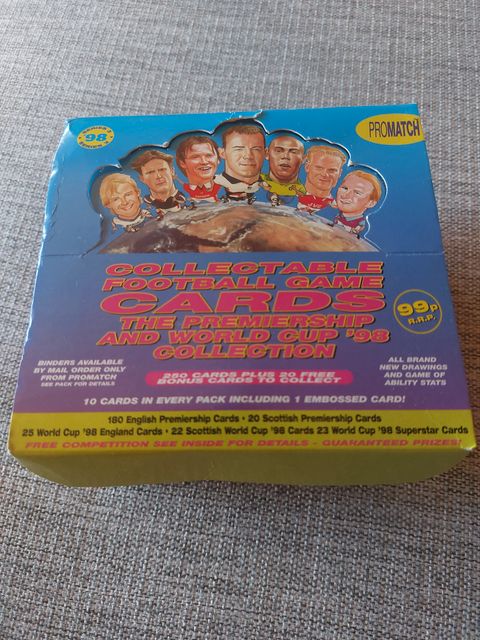 98
PROMATCH
COLLECTABLE
FOOTBALL GAME
CARDS
THE PREMIERSHIP
AND WORLD CUP '98
COLLECTION
99p
R.R.P.
BINDERS AVAILABLE
BY MAIL ORDER ONLY
FROM PROMATCH
SEE PACK FOR DETAILS
250 CARDS PLUS 20 FREE
BONUS CARDS TO COLLECT
ALL BRAND
NEW DRAWINGS
AND GAME OF
ABILITY STATS
10 CARDS IN EVERY PACK INCLUDING 1 EMBOSSED CARD!
180 English Premiership Cards • 20 Scottish Premiership Cards
25 World Cup '98 England Cards • 22 Scottish World Cup '98 Cards 23 World Cup '98 Superstar Cards
FREE COMPETITION SEE INSIDE FOR DETAILS - GUARANTEED PRIZES!